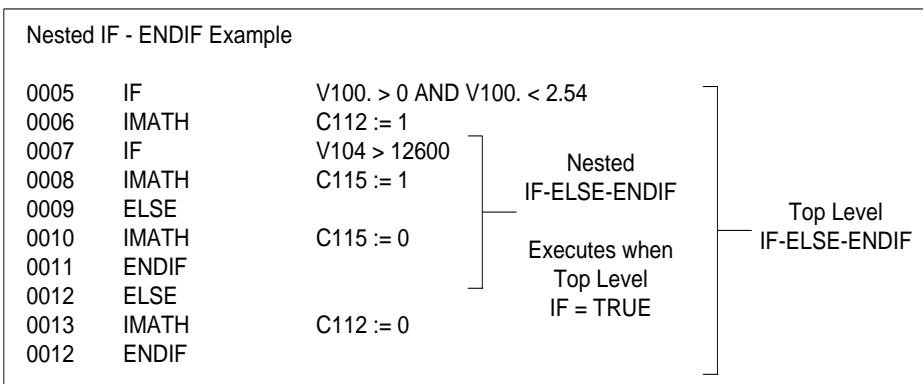 Nested IF - ENDIF Example
0005 IF V100. > 0 AND V100. < 2.54
0006 IMATH C112 := 1
0007 IF V104 > 12600
0008 IMATH C115 := 1
0009 ELSE
0010 IMATH C115 := 0
0011 ENDIF
0012 ELSE
0013 IMATH C112 := 0
0012 ENDIF
Nested
IF-ELSE-ENDIF
Executes when
Top Level
IF = TRUE
Top Level
IF-ELSE-ENDIF